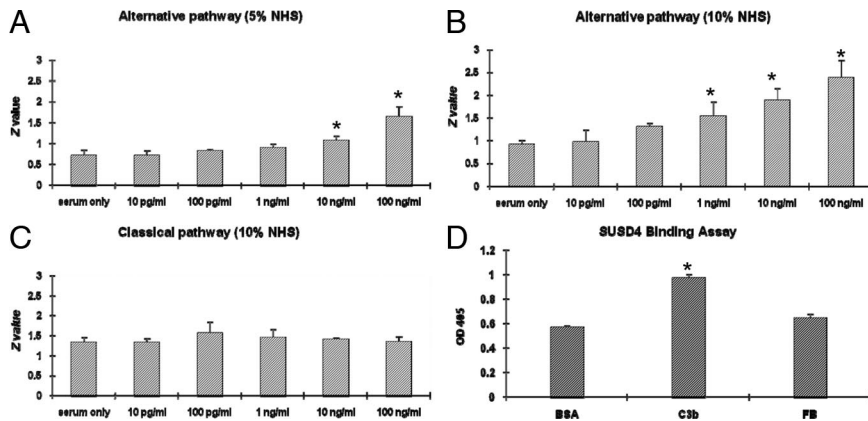 A
Alternative pathway (5% NHS)
Z value
3
2.5
2
1.5
1
0.5
0
* *
serum only 10 pg/ml 100 pg/ml 1 ng/ml 10 ng/ml 100 ng/ml
B
Alternative pathway (10% NHS)
Z value
3
2.5
2
1.5
1
0.5
0
* * *
serum only 10 pg/ml 100 pg/ml 1 ng/ml 10 ng/ml 100 ng/ml
C
Classical pathway (10% NHS)
Z value
3
2.5
2
1.5
1
0.5
0
serum only 10 pg/ml 100 pg/ml 1 ng/ml 10 ng/ml 100 ng/ml
D
SUSD4 Binding Assay
OD 405
1.2
1
0.8
0.6
0.4
0.2
0
*
BSA C3b FB